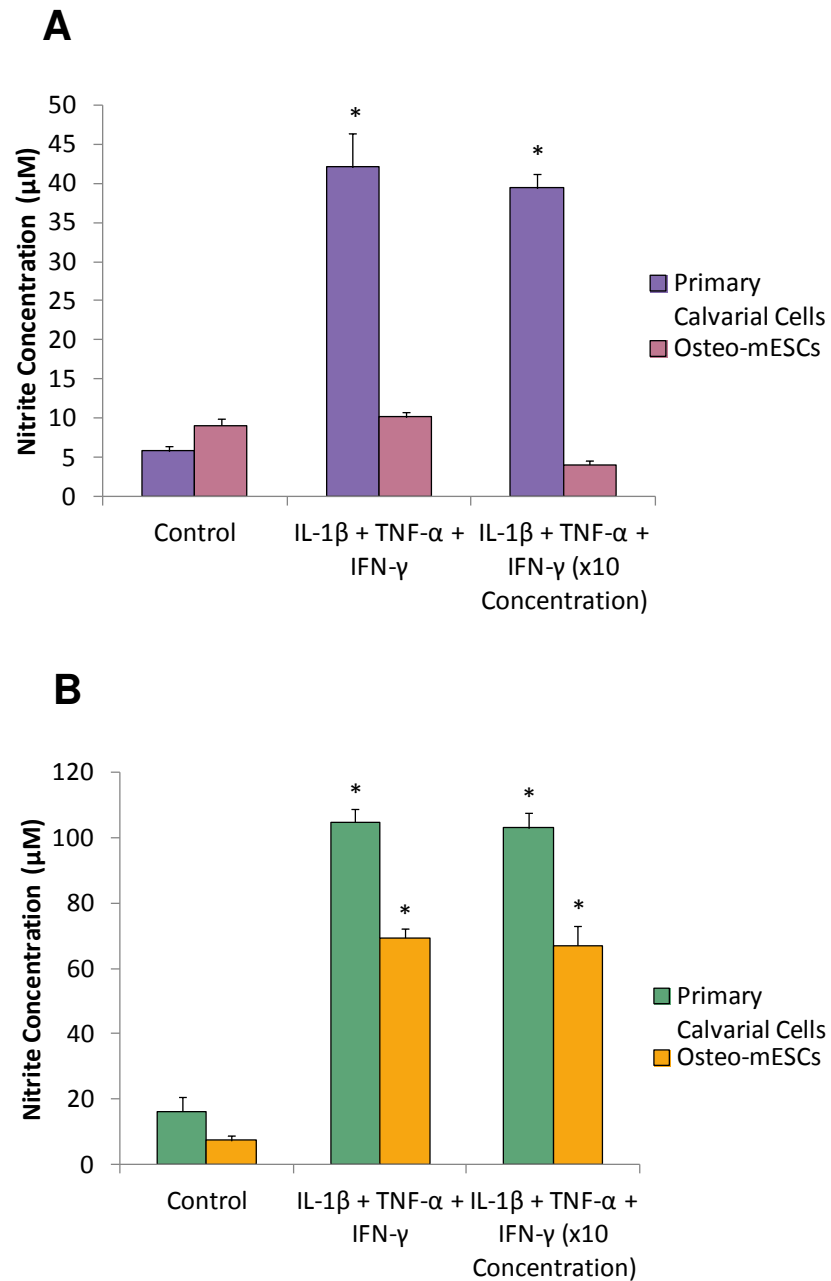 A
Nitrite Concentration (µM)
50
45
40
35
30
25
20
15
10
5
0
*
*
Control
IL-1β + TNF-α +
IFN-γ
IL-1β + TNF-α +
IFN-γ (x10
Concentration)
Primary
Calvarial Cells
Osteo-mESCs
B
Nitrite Concentration (µM)
120
100
80
60
40
20
0
*
*
*
*
Control
IL-1β + TNF-α +
IFN-γ
IL-1β + TNF-α +
IFN-γ (x10
Concentration)
Primary
Calvarial Cells
Osteo-mESCs